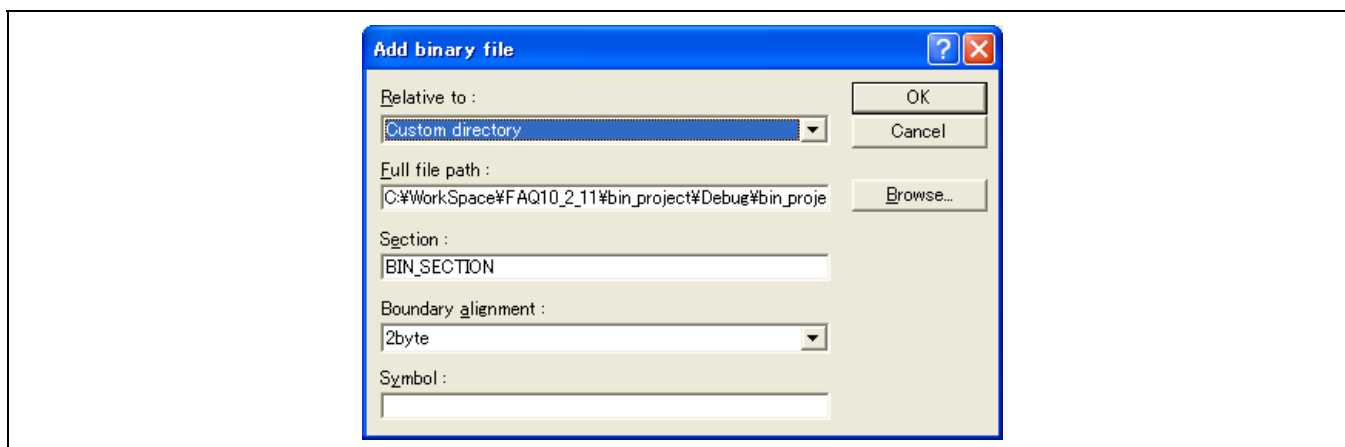 Add binary file
Relative to :
OK
Custom directory
Cancel
Full file path :
C:¥WorkSpace¥FAQ10_2_11¥bin_project¥Debug¥bin_proje
Browse...
Section :
BIN_SECTION
Boundary alignment :
2byte
Symbol :